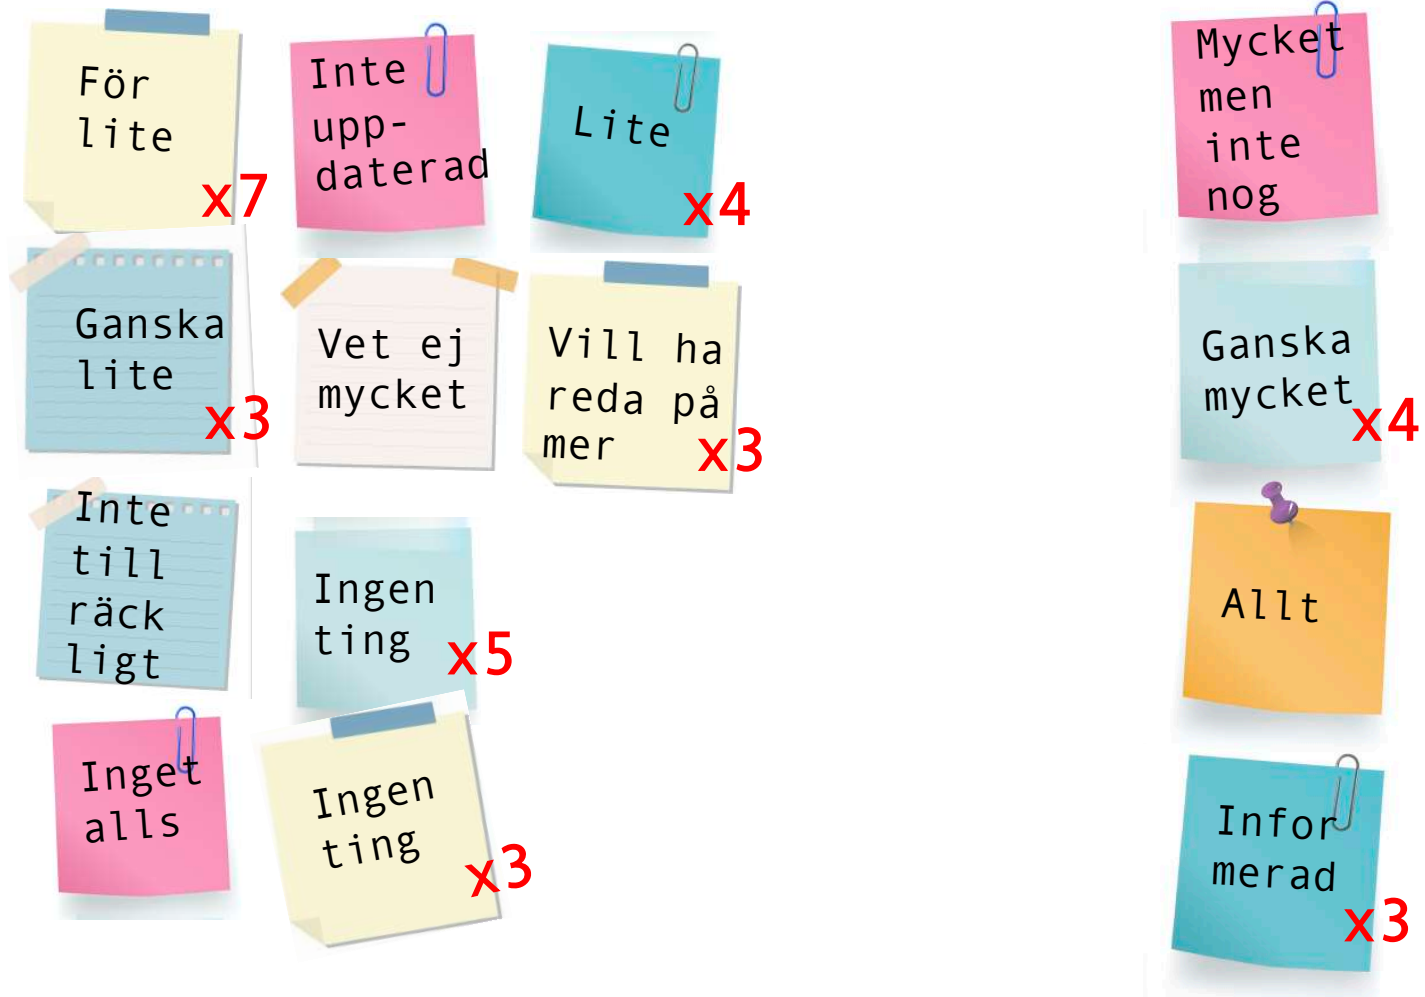 För
lite
x7
Inte
upp-
daterad
Lite
x4
Mycket
men
inte
nog
Ganska
lite
x3
Vet ej
mycket
Vill ha
reda på
mer
x3
Ganska
mycket
x4
Inte
till
räck
ligt
Ingen
ting
x5
Allt
Inget
alls
Ingen
ting
x3
Infor
merad
x3